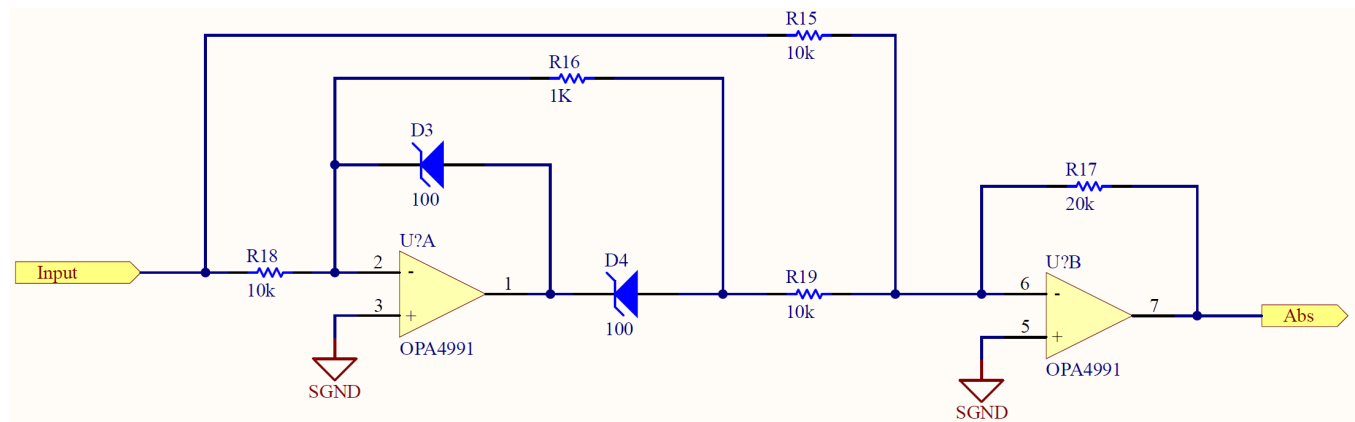 R15
10k
R16
1K
D3
100
R17
20k
Input
R18
10k
U?A
2
-
3
+
1
OPA4991
SGND
D4
100
R19
10k
U?B
6
-
5
+
7
OPA4991
SGND
Abs